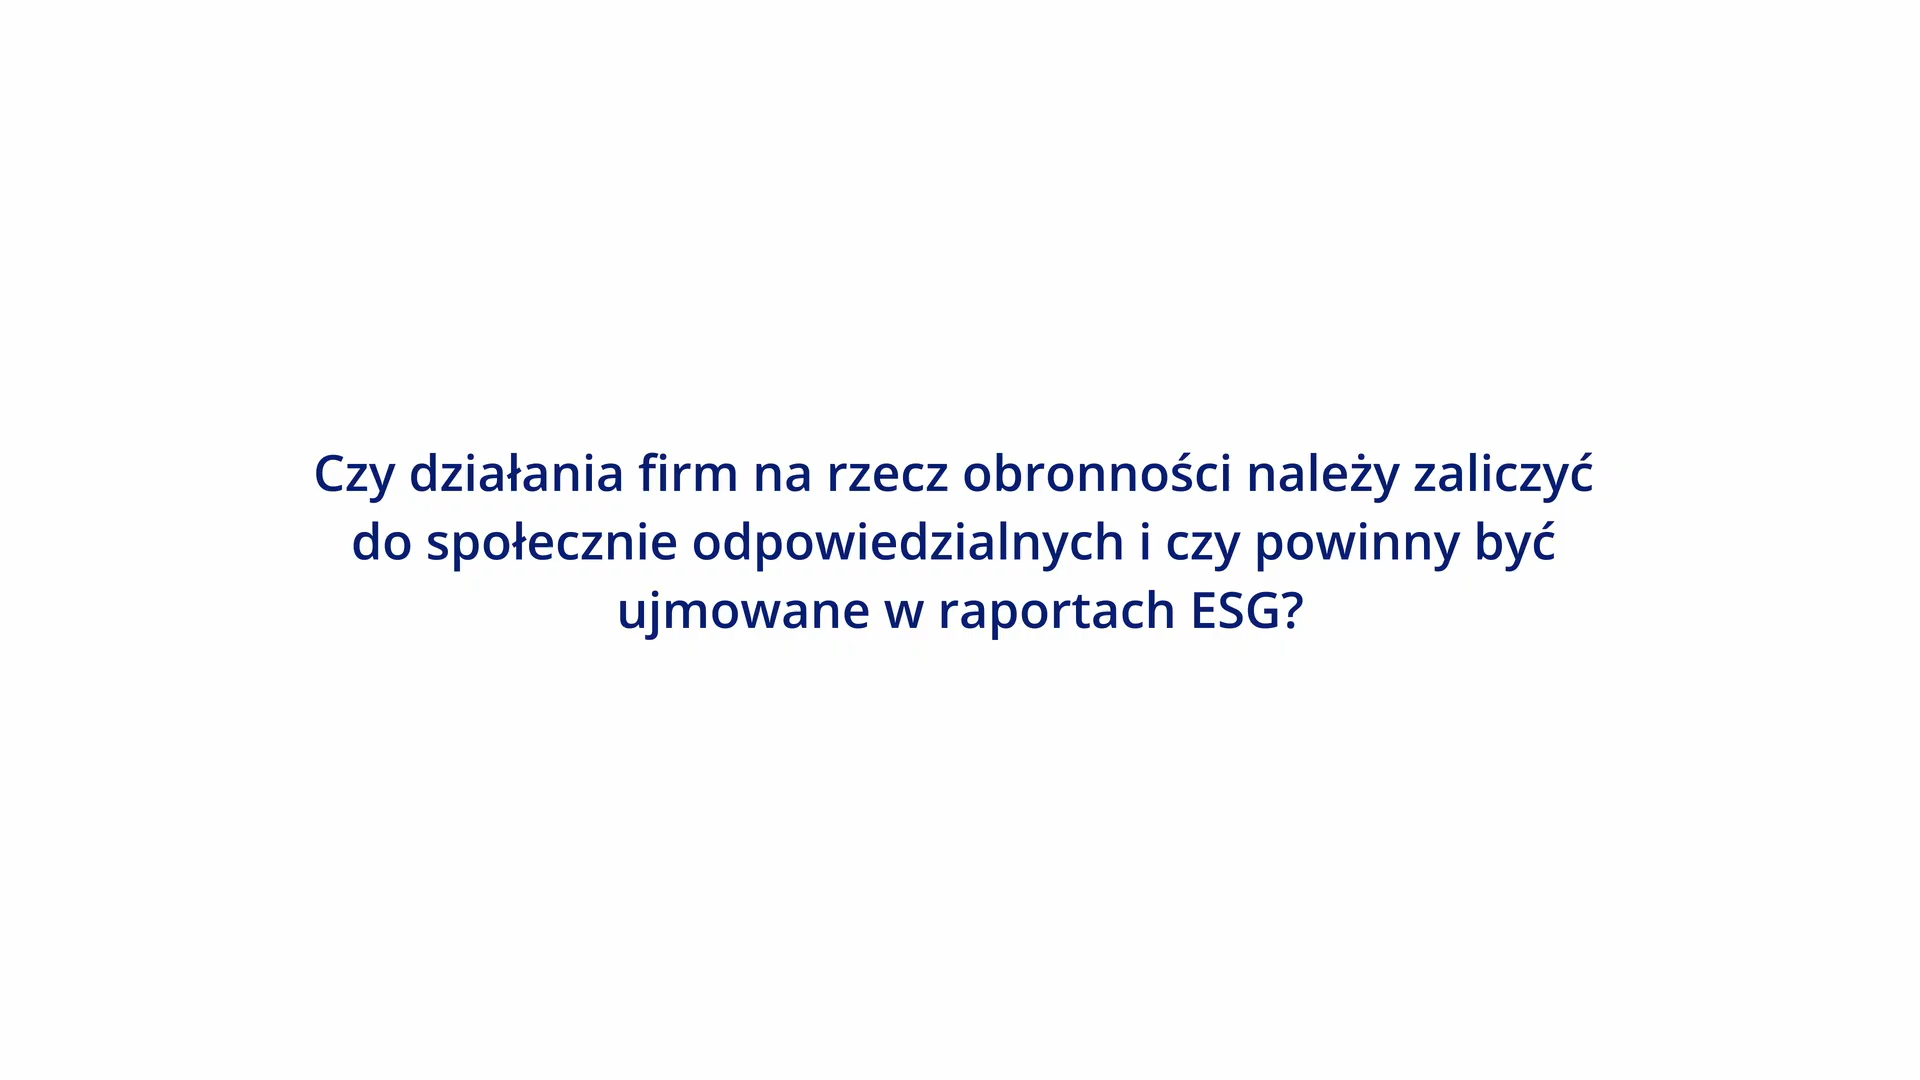 Czy działania firm na rzecz obronności należy zaliczyć
do społecznie odpowiedzialnych i czy powinny być
ujmowane w raportach ESG?